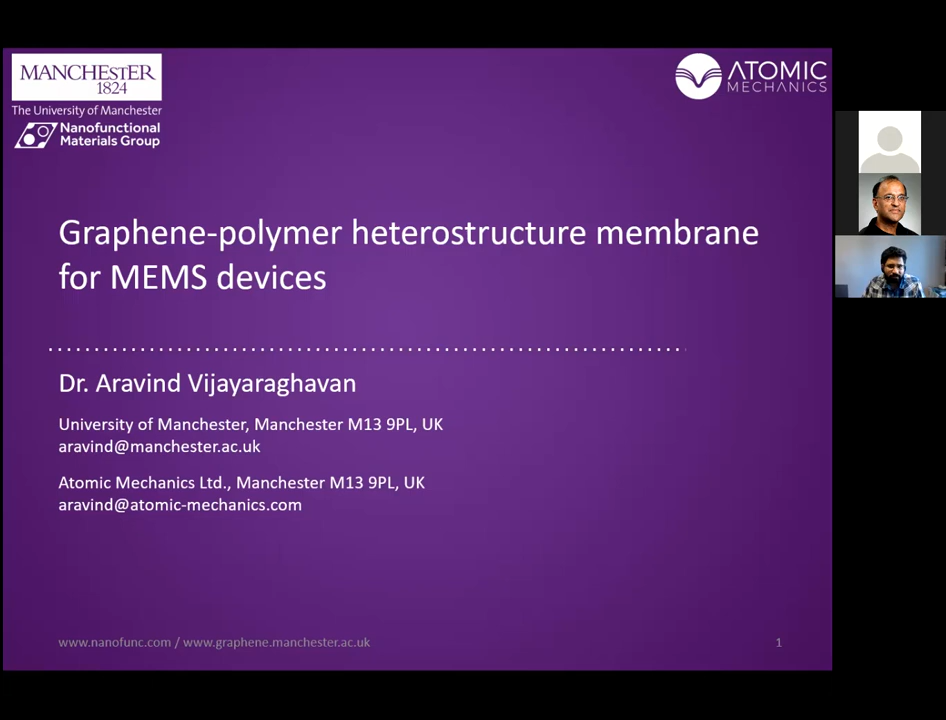 MANCHESTER
1824
The University of Manchester
Nanofunctional
Materials Group
ATOMIC
MECHANICS
Graphene-polymer heterostructure membrane
for MEMS devices
Dr. Aravind Vijayaraghavan
University of Manchester, Manchester M13 9PL, UK
aravind@manchester.ac.uk
Atomic Mechanics Ltd., Manchester M13 9PL, UK
aravind@atomic-mechanics.com
www.nanofunc.com / www.graphene.manchester.ac.uk
1